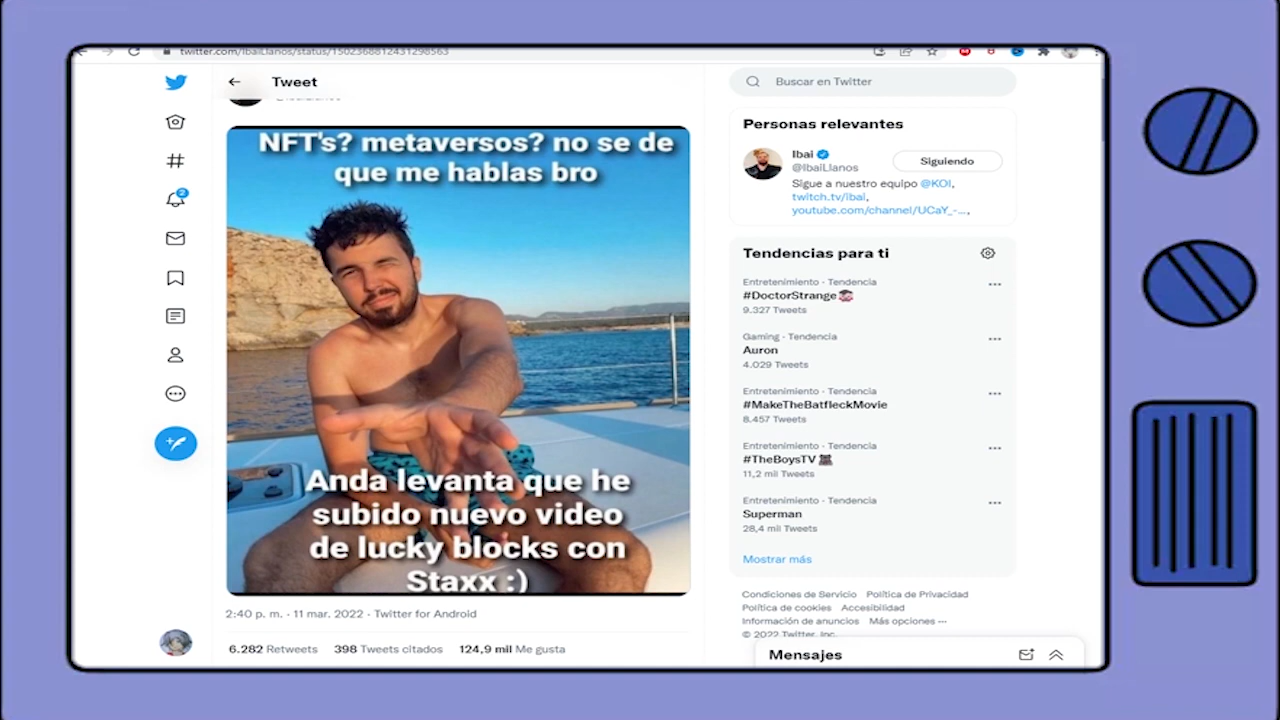 twitter.com/IbaiLlanos/status/1502368812431298563
Tweet
NFT's? metaversos? no se de
que me hablas bro
Anda levanta que he
subido nuevo video
de lucky blocks con
Staxx :)
2:40 p. m. · 11 mar. 2022 · Twitter for Android
6.282 Retweets 398 Tweets citados 124,9 mil Me gusta
2
Buscar en Twitter
Personas relevantes
Ibai
@IbaiLlanos
Siguiendo
Sigue a nuestro equipo @KOI,
twitch.tv/ibai,
youtube.com/channel/UCaY_-...,
Tendencias para ti
Entretenimiento · Tendencia
#DoctorStrange
9.327 Tweets
Gaming · Tendencia
Auron
4.029 Tweets
Entretenimiento · Tendencia
#MakeTheBatfleckMovie
8.457 Tweets
Entretenimiento · Tendencia
#TheBoysTV
11,2 mil Tweets
Entretenimiento · Tendencia
Superman
28,4 mil Tweets
Mostrar más
Condiciones de Servicio Política de Privacidad
Política de cookies Accesibilidad
Información de anuncios Más opciones ···
© 2022 Twitter, Inc.
Mensajes